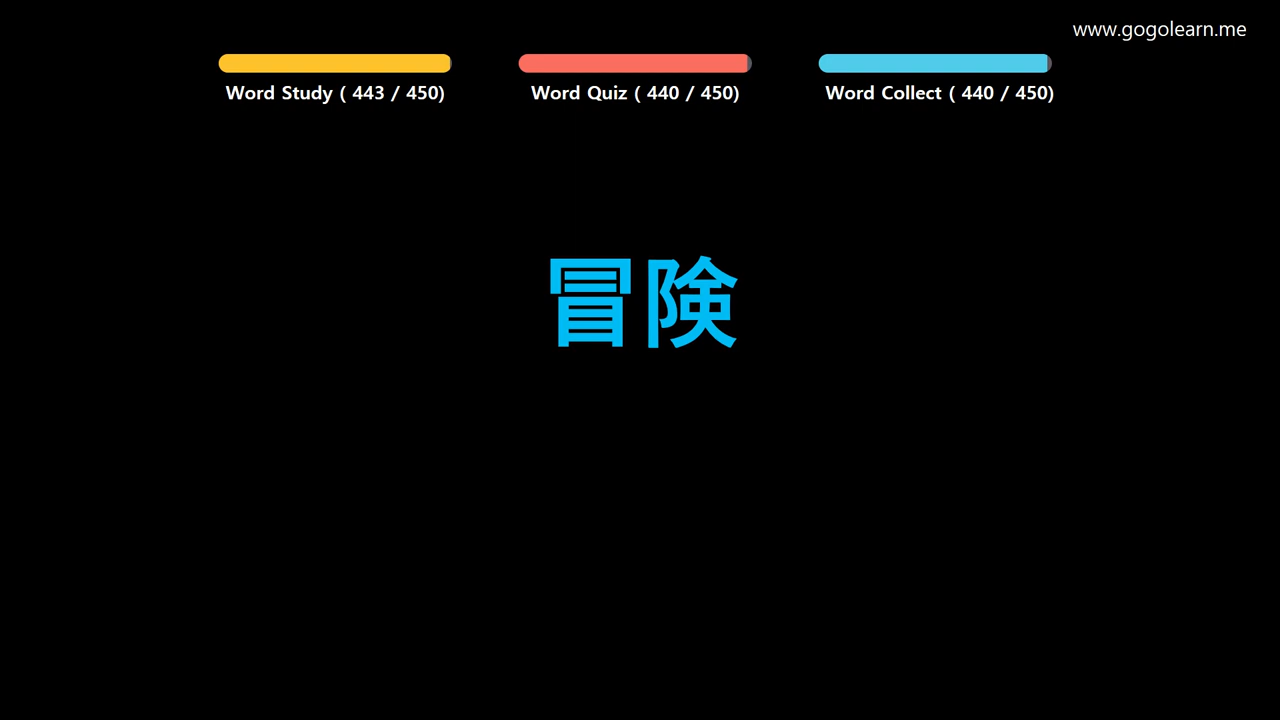 www.gogolearn.me
Word Study ( 443 / 450)
Word Quiz ( 440 / 450)
Word Collect ( 440 / 450)
冒険